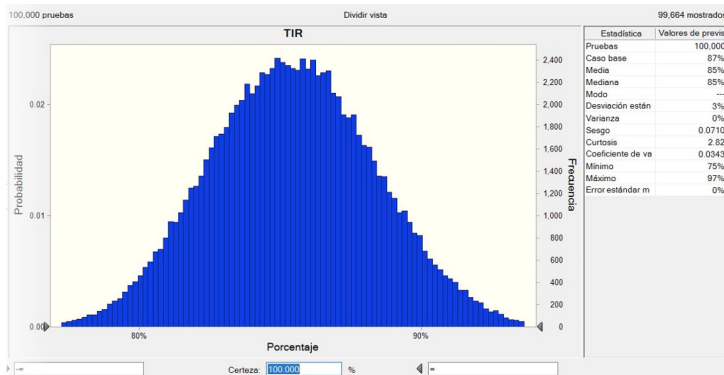 100,000 pruebas
Dividir vista
99,664 mostrados
TIR
Probabilidad
0.02
0.01
0.00
80%
90%
Porcentaje
2,400
2,200
2,000
1,800
1,600
1,400
1,200
1,000
800
600
400
200
0
Frecuencia
Estadística Valores de previs
Pruebas 100,000
Caso base 87%
Media 85%
Mediana 85%
Modo ---
Desviación están 3%
Varianza 0%
Sesgo 0.0710
Curtosis 2.82
Coeficiente de va 0.0343
Mínimo 75%
Máximo 97%
Error estándar m 0%
-∞ Certeza: 100.000 %